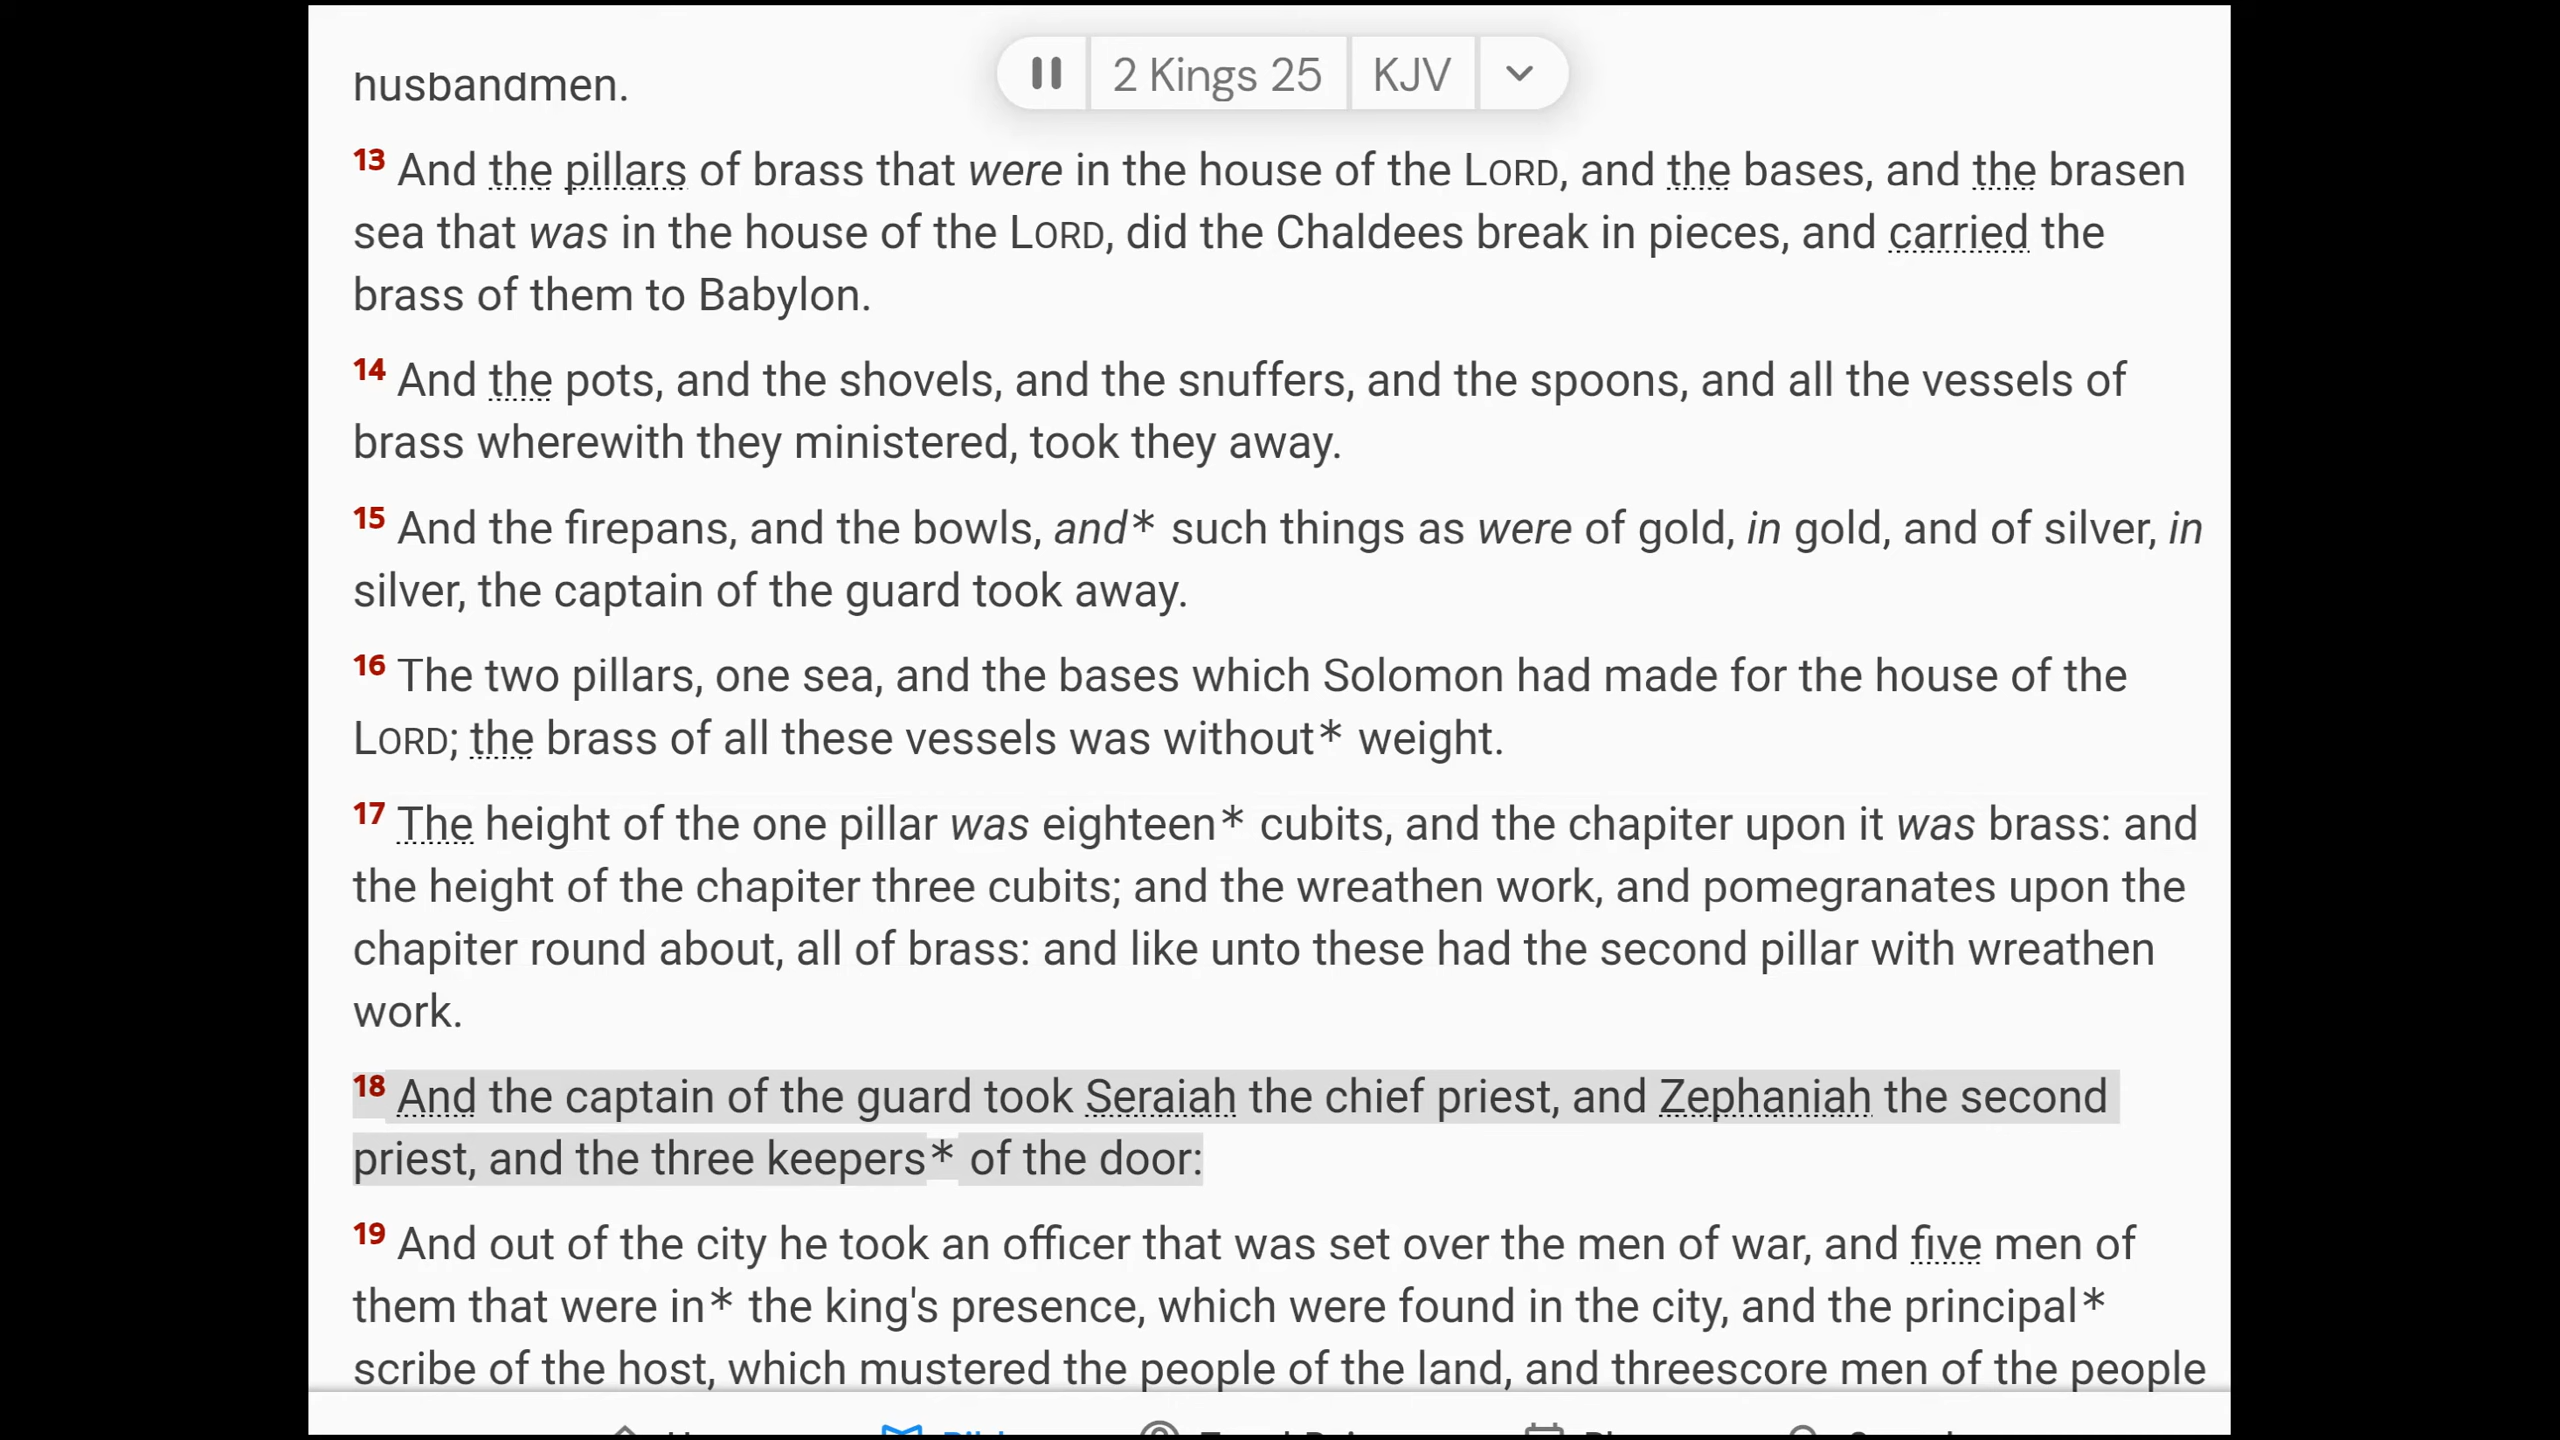 husbandmen.
2 Kings 25
KJV
13 And the pillars of brass that were in the house of the LORD, and the bases, and the brasen
sea that was in the house of the LORD, did the Chaldees break in pieces, and carried the
brass of them to Babylon.
14 And the pots, and the shovels, and the snuffers, and the spoons, and all the vessels of
brass wherewith they ministered, took they away.
15 And the firepans, and the bowls, and* such things as were of gold, in gold, and of silver, in
silver, the captain of the guard took away.
16 The two pillars, one sea, and the bases which Solomon had made for the house of the
LORD; the brass of all these vessels was without* weight.
17 The height of the one pillar was eighteen* cubits, and the chapiter upon it was brass: and
the height of the chapiter three cubits; and the wreathen work, and pomegranates upon the
chapiter round about, all of brass: and like unto these had the second pillar with wreathen
work.
18 And the captain of the guard took Seraiah the chief priest, and Zephaniah the second
priest, and the three keepers* of the door:
19 And out of the city he took an officer that was set over the men of war, and five men of
them that were in* the king's presence, which were found in the city, and the principal*
scribe of the host, which mustered the people of the land, and threescore men of the people